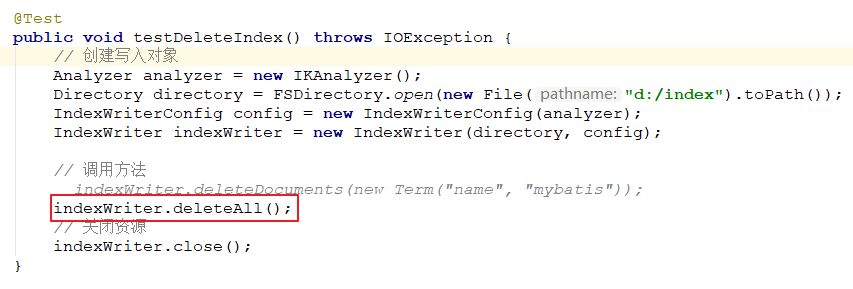 @Test
public void testDeleteIndex() throws IOException {
// 创建写入对象
Analyzer analyzer = new IKAnalyzer();
Directory directory = FSDirectory.open(new File( pathname: "d:/index").toPath());
IndexWriterConfig config = new IndexWriterConfig(analyzer);
IndexWriter indexWriter = new IndexWriter(directory, config);
// 调用方法
indexWriter.deleteDocuments(new Term("name", "mybatis"));
indexWriter.deleteAll();
// 关闭资源
indexWriter.close();
}